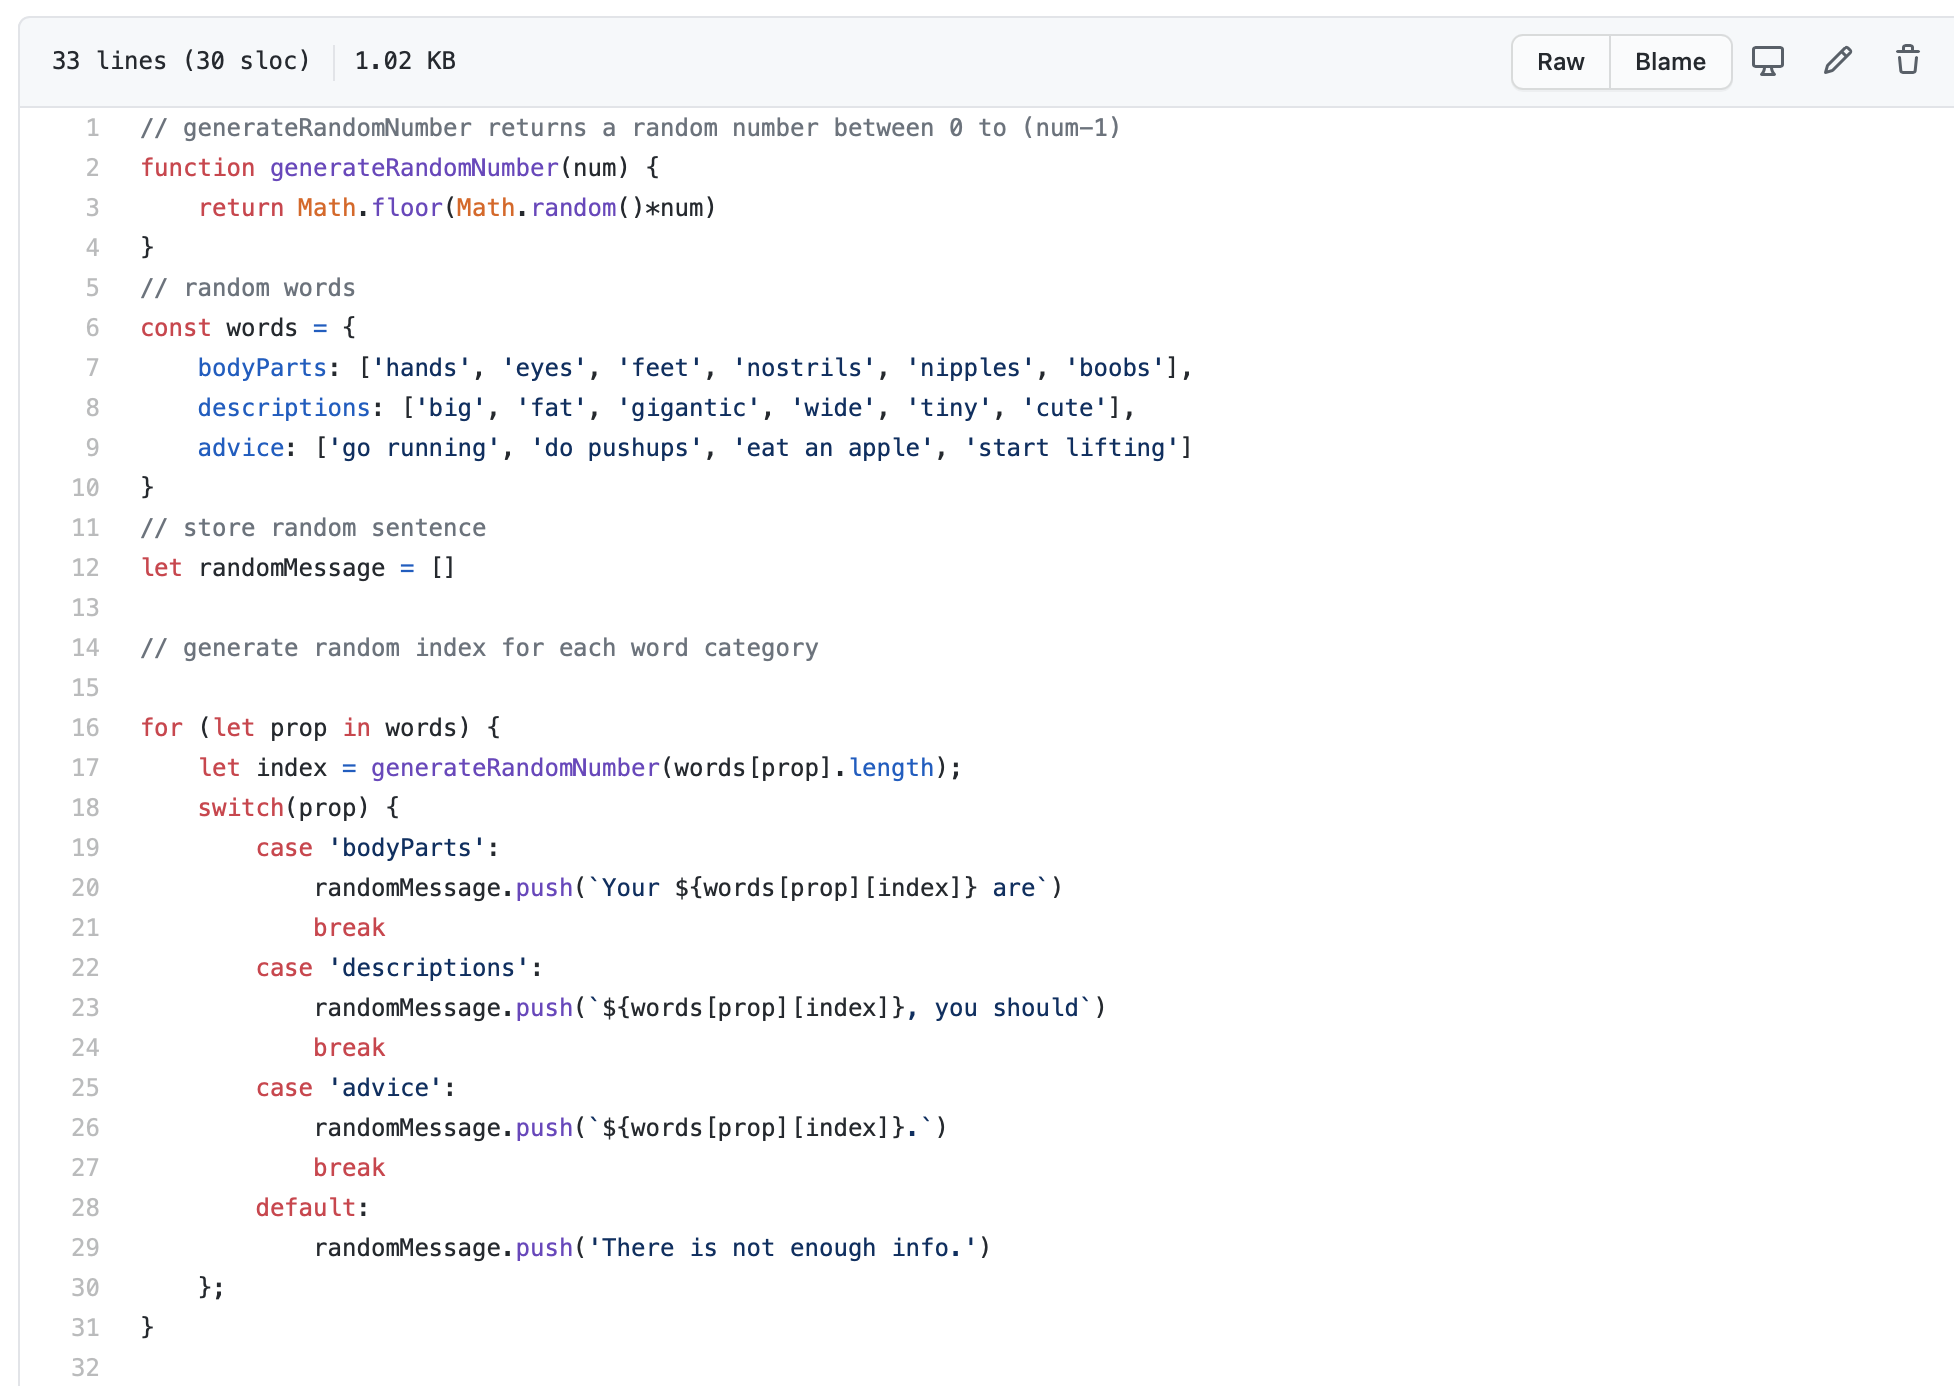 33 lines (30 sloc) 1.02 KB Raw Blame
1 // generateRandomNumber returns a random number between 0 to (num-1)
2 function generateRandomNumber(num) {
3     return Math.floor(Math.random()*num)
4 }
5 // random words
6 const words = {
7     bodyParts: ['hands', 'eyes', 'feet', 'nostrils', 'nipples', 'boobs'],
8     descriptions: ['big', 'fat', 'gigantic', 'wide', 'tiny', 'cute'],
9     advice: ['go running', 'do pushups', 'eat an apple', 'start lifting']
10 }
11 // store random sentence
12 let randomMessage = []
13
14 // generate random index for each word category
15
16 for (let prop in words) {
17     let index = generateRandomNumber(words[prop].length);
18     switch(prop) {
19         case 'bodyParts':
20             randomMessage.push(`Your ${words[prop][index]} are`)
21             break
22         case 'descriptions':
23             randomMessage.push(`${words[prop][index]}, you should`)
24             break
25         case 'advice':
26             randomMessage.push(`${words[prop][index]}.`)
27             break
28         default:
29             randomMessage.push('There is not enough info.')
30     };
31 }
32